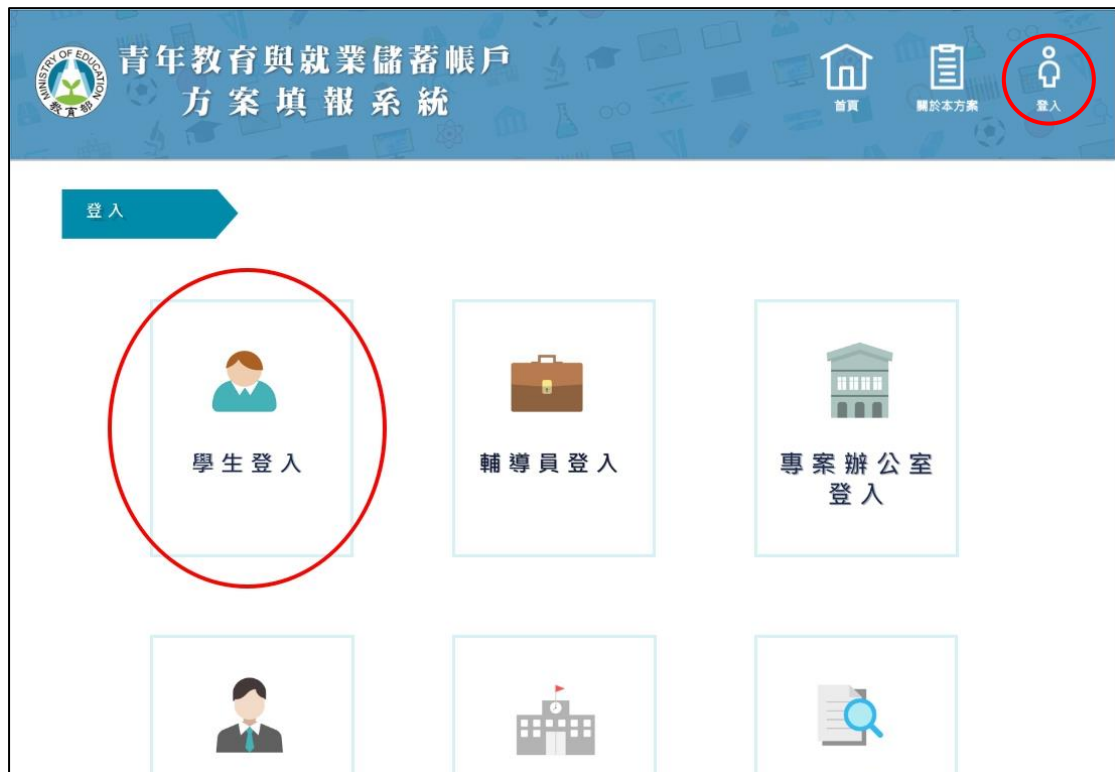 MINISTRY OF EDUCATION
教育部
青年教育與就業儲蓄帳戶
方案填報系統
首頁
關於本方案
登入
登入
學生登入
輔導員登入
專案辦公室
登入